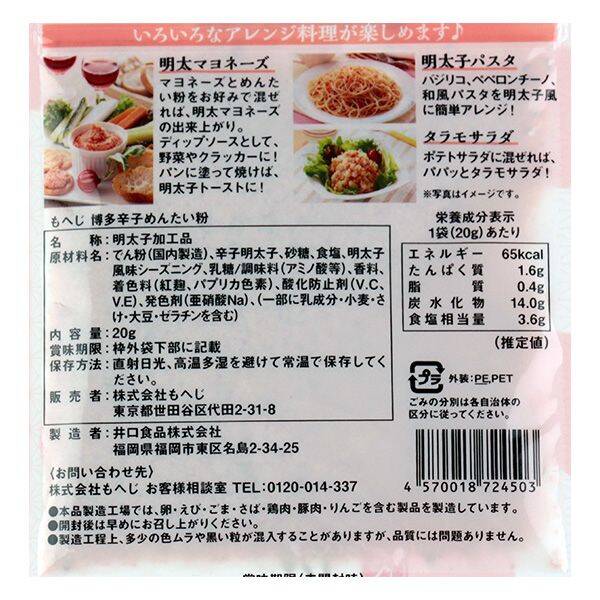 いろいろなアレンジ料理が楽しめます♪
明太マヨネーズ
マヨネーズとめんた
い粉をお好みで混ぜ
れば、明太マヨネーズ
の出来上がり。
ディップソースとして、
野菜やクラッカーに!
パンに塗って焼けば、
明太子トーストに!
明太子パスタ
バジリコ、ペペロンチーノ、
和風パスタを明太子風
に簡単アレンジ!
タラモサラダ
ポテトサラダに混ぜれば、
パパッとタラモサラダ!
※写真はイメージです。
もへじ 博多辛子めんたい粉
名 称:明太子加工品
原材料名:でん粉(国内製造)、辛子明太子、砂糖、食塩、明太子
風味シーズニング、乳糖/調味料(アミノ酸等)、香料、
着色料(紅麹、パプリカ色素)、酸化防止剤(V.C、
V.E)、発色剤(亜硝酸Na)、(一部に乳成分・小麦・さ
け・大豆・ゼラチンを含む)
内 容 量:20g
賞味期限:枠外袋下部に記載
保存方法:直射日光、高温多湿を避けて常温で保存してく
ださい。
販 売 者:株式会社もへじ
東京都世田谷区代田2-31-8
製 造 者:井口食品株式会社
福岡県福岡市東区名島2-34-25
〈お問い合わせ先〉
株式会社もへじ お客様相談室 TEL:0120-014-337
栄養成分表示
1袋(20g)あたり
エネルギー 65kcal
たんぱく質 1.6g
脂質 0.4g
炭水化物 14.0g
食塩相当量 3.6g
(推定値)
プラ 外装:PE,PET
ごみの分別は各自治体の
区分に従ってください。
4 570018 724503
●本品製造工場では、卵・えび・ごま・さば・鶏肉・豚肉・りんごを含む製品を製造しています。
●開封後は早めにお召し上がりください。
●製造工程上、多少の色ムラや黒い粒が混入することがありますが、品質には問題ありません。
賞味期限(未開封時)